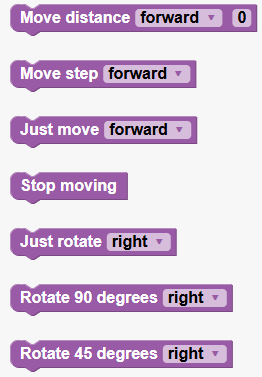 Move distance forward 0
Move step forward
Just move forward
Stop moving
Just rotate right
Rotate 90 degrees right
Rotate 45 degrees right